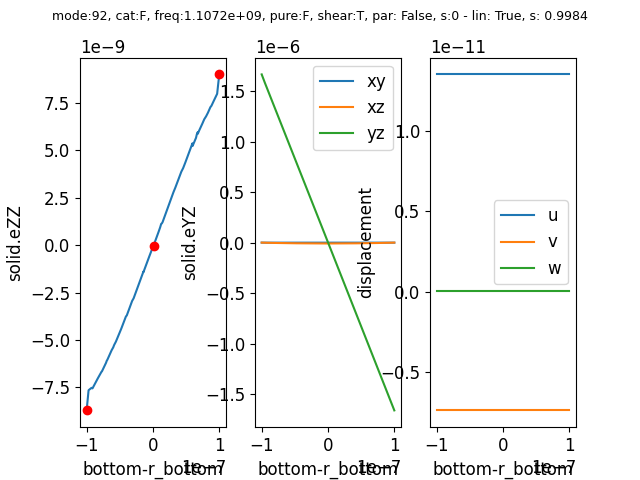 mode:92, cat:F, freq:1.1072e+09, pure:F, shear:T, par: False, s:0 - lin: True, s: 0.9984
1e−9
1e−6
1e−11
7.5
5.0
2.5
0.0
−2.5
−5.0
−7.5
solid.eZZ
−1
0
1
1e−7
bottom-r_bottom
1.5
1.0
0.5
0.0
−0.5
−1.0
−1.5
solid.eYZ
xy
xz
yz
−1
0
1
1e−7
bottom-r_bottom
1.0
0.5
0.0
−0.5
displacement
u
v
w
−1
0
1
1e−7
bottom-r_bottom